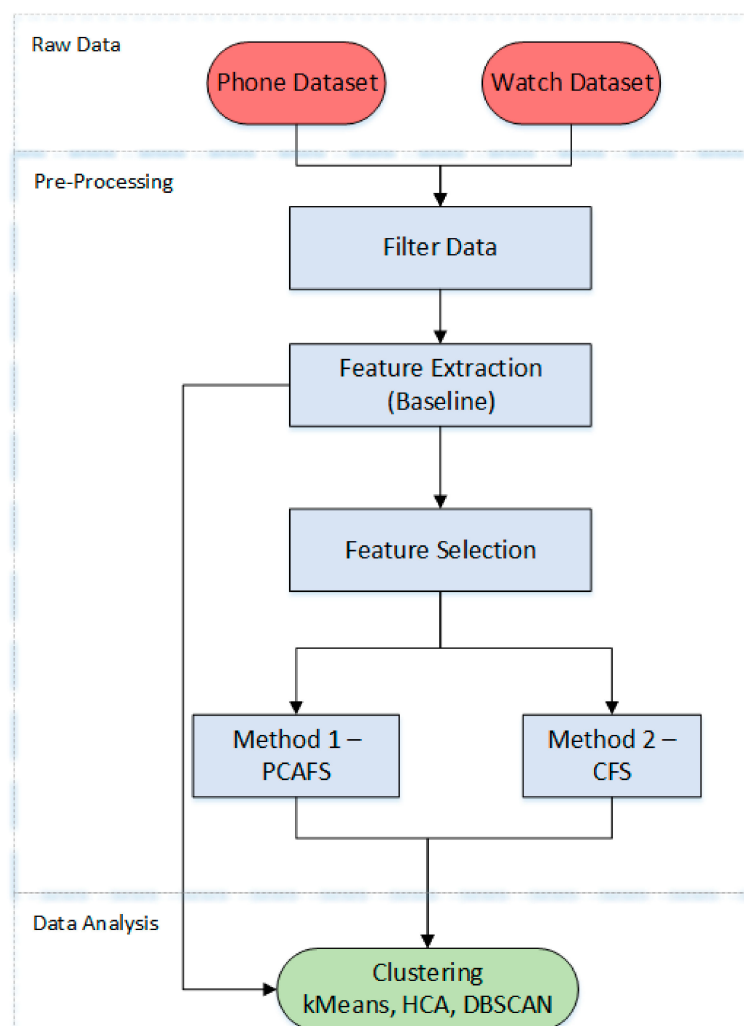 Raw Data
Phone Dataset
Watch Dataset
Pre-Processing
Filter Data
Feature Extraction
(Baseline)
Feature Selection
Method 1 –
PCAFS
Method 2 –
CFS
Data Analysis
Clustering
kMeans, HCA, DBSCAN